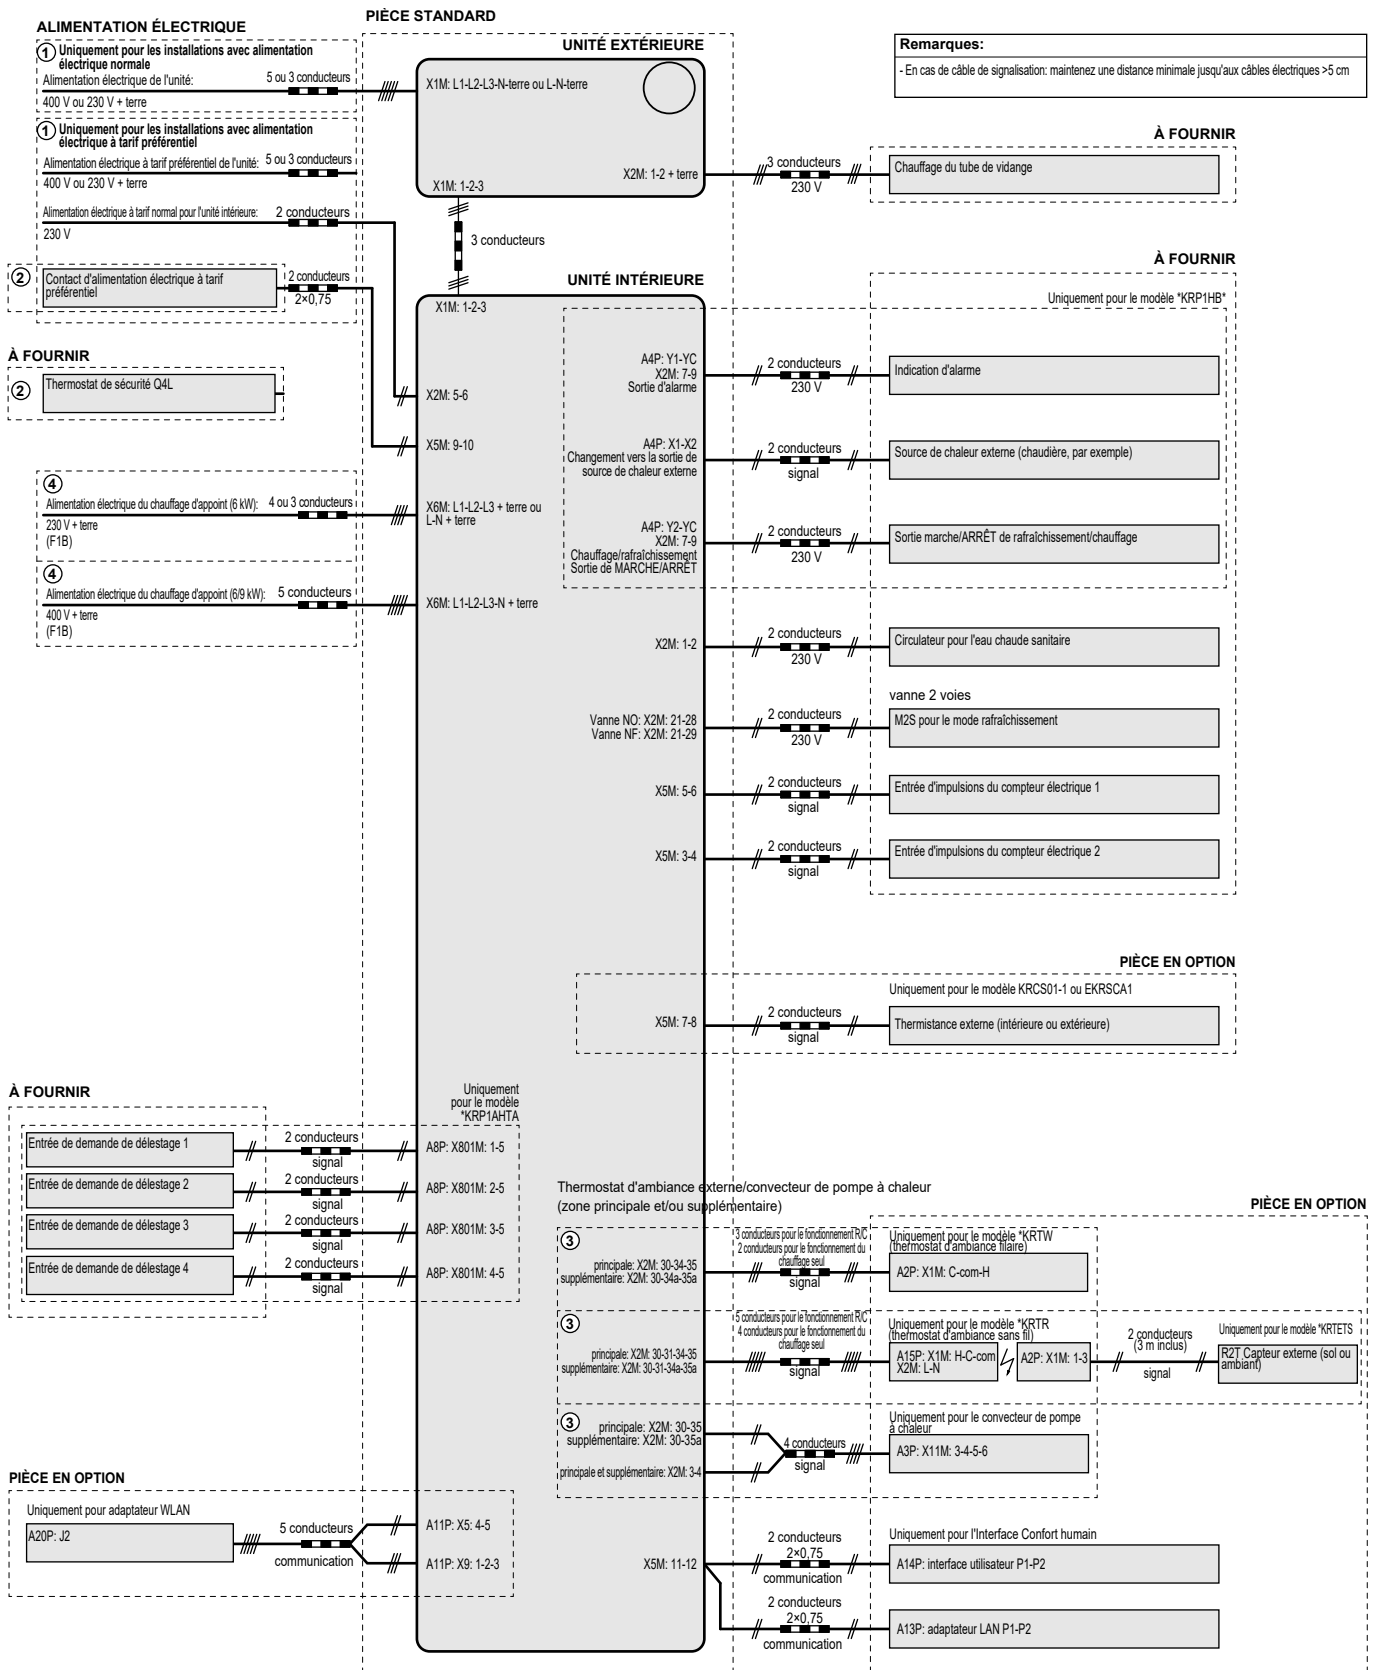 PIÈCE STANDARD
ALIMENTATION ÉLECTRIQUE
① Uniquement pour les installations avec alimentation
électrique normale
Alimentation électrique de l'unité:
5 ou 3 conducteurs
400 V ou 230 V + terre
① Uniquement pour les installations avec alimentation
électrique à tarif préférentiel
Alimentation électrique à tarif préférentiel de l'unité:
5 ou 3 conducteurs
400 V ou 230 V + terre
Alimentation électrique à tarif normal pour l'unité intérieure:
2 conducteurs
230 V
②
Contact d'alimentation électrique à tarif
préférentiel
2 conducteurs
2×0,75
À FOURNIR
②
Thermostat de sécurité Q4L
④
Alimentation électrique du chauffage d'appoint (6 kW):
4 ou 3 conducteurs
230 V + terre
(F1B)
④
Alimentation électrique du chauffage d'appoint (6/9 kW):
5 conducteurs
400 V + terre
(F1B)
UNITÉ EXTÉRIEURE
X1M: L1-L2-L3-N-terre ou L-N-terre
X2M: 1-2 + terre
X1M: 1-2-3
3 conducteurs
Remarques:
- En cas de câble de signalisation: maintenez une distance minimale jusqu'aux câbles électriques >5 cm
À FOURNIR
3 conducteurs
230 V
Chauffage du tube de vidange
UNITÉ INTÉRIEURE
X1M: 1-2-3
X2M: 5-6
X5M: 9-10
X6M: L1-L2-L3 + terre ou
L-N + terre
X6M: L1-L2-L3-N + terre
À FOURNIR
Uniquement pour le modèle *KRP1HB*
A4P: Y1-YC
X2M: 7-9
Sortie d'alarme
2 conducteurs
230 V
Indication d'alarme
A4P: X1-X2
Changement vers la sortie de
source de chaleur externe
2 conducteurs
signal
Source de chaleur externe (chaudière, par exemple)
A4P: Y2-YC
X2M: 7-9
Chauffage/rafraîchissement
Sortie de MARCHE/ARRÊT
2 conducteurs
230 V
Sortie marche/ARRÊT de rafraîchissement/chauffage
X2M: 1-2
2 conducteurs
230 V
Circulateur pour l'eau chaude sanitaire
vanne 2 voies
Vanne NO: X2M: 21-28
Vanne NF: X2M: 21-29
2 conducteurs
230 V
M2S pour le mode rafraîchissement
X5M: 5-6
2 conducteurs
signal
Entrée d'impulsions du compteur électrique 1
X5M: 3-4
2 conducteurs
signal
Entrée d'impulsions du compteur électrique 2
PIÈCE EN OPTION
Uniquement pour le modèle KRCS01-1 ou EKRSCA1
X5M: 7-8
2 conducteurs
signal
Thermistance externe (intérieure ou extérieure)
À FOURNIR
Uniquement
pour le modèle
*KRP1AHTA
Entrée de demande de délestage 1
2 conducteurs
signal
A8P: X801M: 1-5
Entrée de demande de délestage 2
2 conducteurs
signal
A8P: X801M: 2-5
Entrée de demande de délestage 3
2 conducteurs
signal
A8P: X801M: 3-5
Entrée de demande de délestage 4
2 conducteurs
signal
A8P: X801M: 4-5
Thermostat d'ambiance externe/convecteur de pompe à chaleur
(zone principale et/ou supplémentaire)
PIÈCE EN OPTION
③
principale: X2M: 30-34-35
supplémentaire: X2M: 30-34a-35a
3 conducteurs pour le fonctionnement R/C
2 conducteurs pour le fonctionnement du
chauffage seul
signal
Uniquement pour le modèle *KRTW
(thermostat d'ambiance filaire)
A2P: X1M: C-com-H
③
principale: X2M: 30-31-34-35
supplémentaire: X2M: 30-31-34a-35a
5 conducteurs pour le fonctionnement R/C
4 conducteurs pour le fonctionnement du
chauffage seul
signal
Uniquement pour le modèle *KRTR
(thermostat d'ambiance sans fil)
A15P: X1M: H-C-com
X2M: L-N
A2P: X1M: 1-3
2 conducteurs
(3 m inclus)
signal
Uniquement pour le modèle *KRTETS
R2T Capteur externe (sol ou
ambiant)
③
principale: X2M: 30-35
supplémentaire: X2M: 30-35a
principale et supplémentaire: X2M: 3-4
4 conducteurs
signal
Uniquement pour le convecteur de pompe
à chaleur
A3P: X11M: 3-4-5-6
PIÈCE EN OPTION
Uniquement pour adaptateur WLAN
A20P: J2
5 conducteurs
communication
A11P: X5: 4-5
A11P: X9: 1-2-3
X5M: 11-12
2 conducteurs
2×0,75
communication
Uniquement pour l'Interface Confort humain
A14P: interface utilisateur P1-P2
2 conducteurs
2×0,75
communication
A13P: adaptateur LAN P1-P2